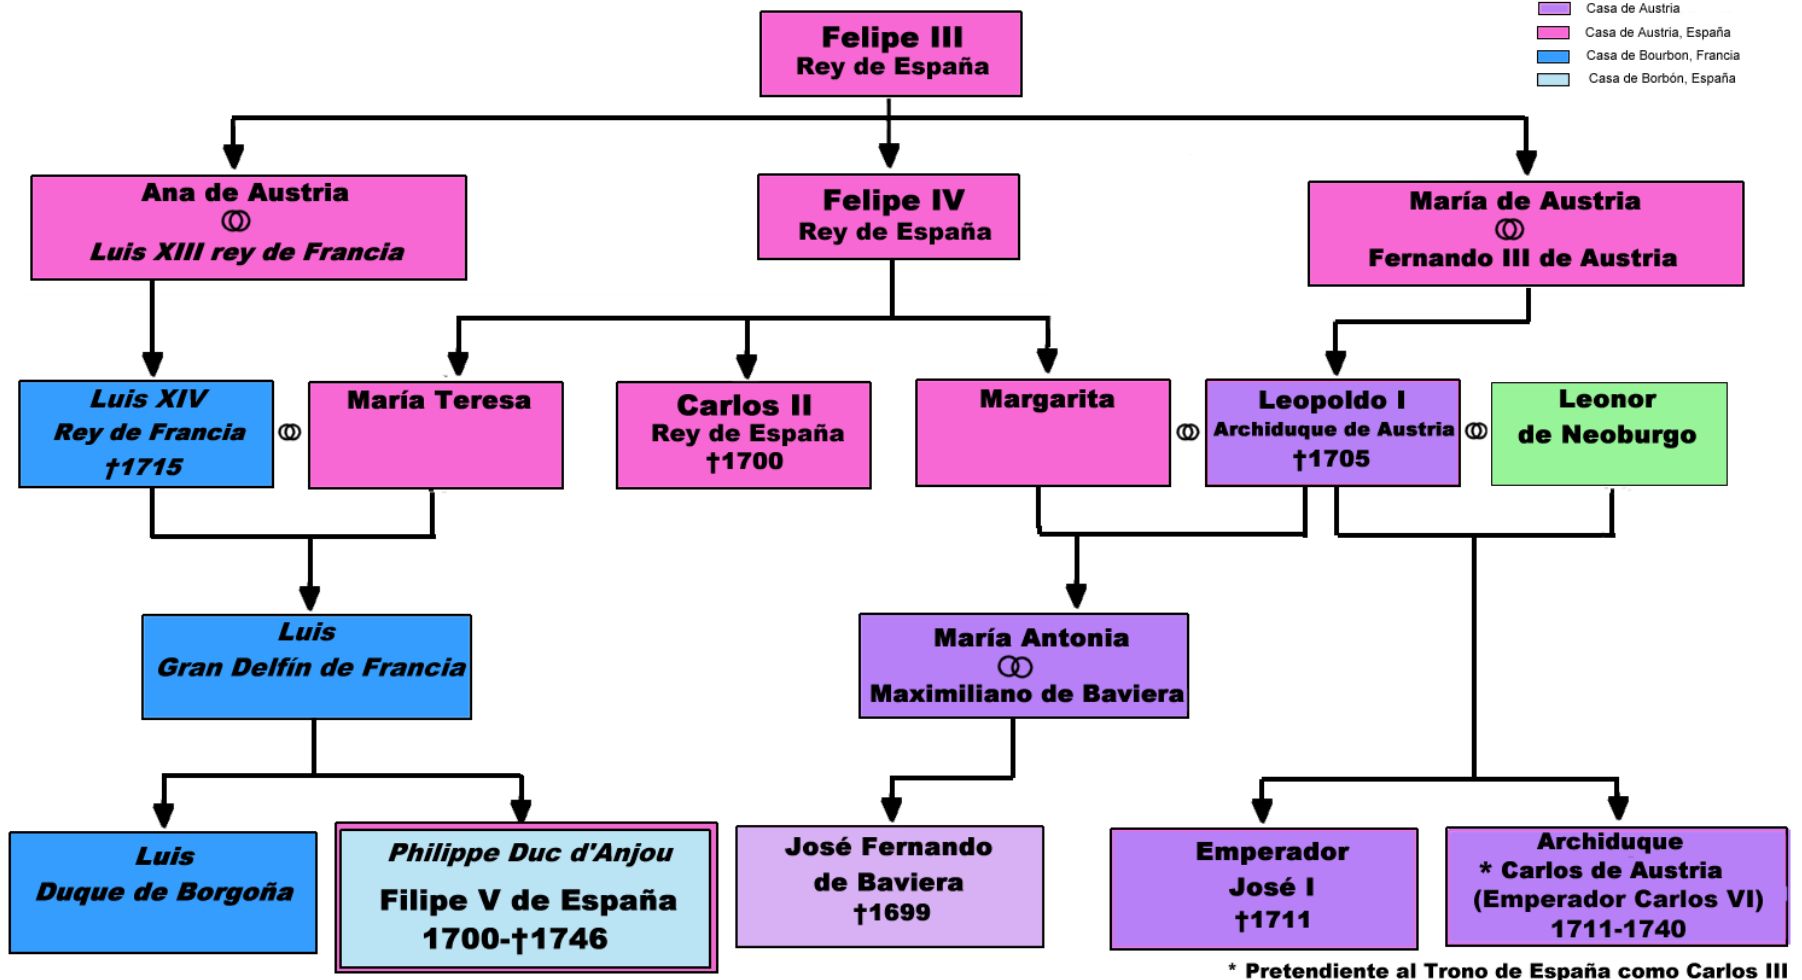 Casa de Austria
Casa de Austria, España
Casa de Bourbon, Francia
Casa de Borbón, España
Felipe III
Rey de España
Ana de Austria
Luis XIII rey de Francia
Felipe IV
Rey de España
María de Austria
Fernando III de Austria
Luis XIV
Rey de Francia
†1715
María Teresa
Carlos II
Rey de España
†1700
Margarita
Leopoldo I
Archiduque de Austria
†1705
Leonor
de Neoburgo
Luis
Gran Delfín de Francia
María Antonia
Maximiliano de Baviera
Luis
Duque de Borgoña
Philippe Duc d'Anjou
Filipe V de España
1700-†1746
José Fernando
de Baviera
†1699
Emperador
José I
†1711
Archiduque
* Carlos de Austria
(Emperador Carlos VI)
1711-1740
* Pretendiente al Trono de España como Carlos III